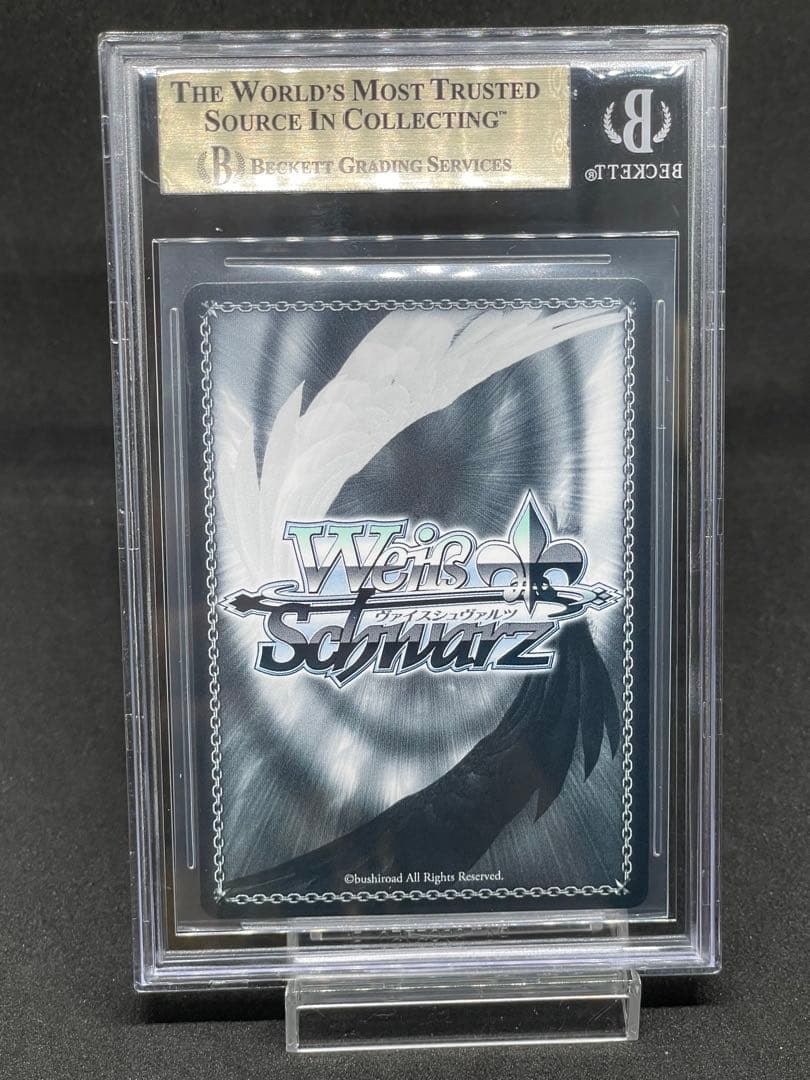 THE WORLD'S MOST TRUSTED
SOURCE IN COLLECTING™
B BECKETT GRADING SERVICES
B
BECKETT®
Weiß
ヴァイスシュヴァルツ
Schwarz
©bushiroad All Rights Reserved.